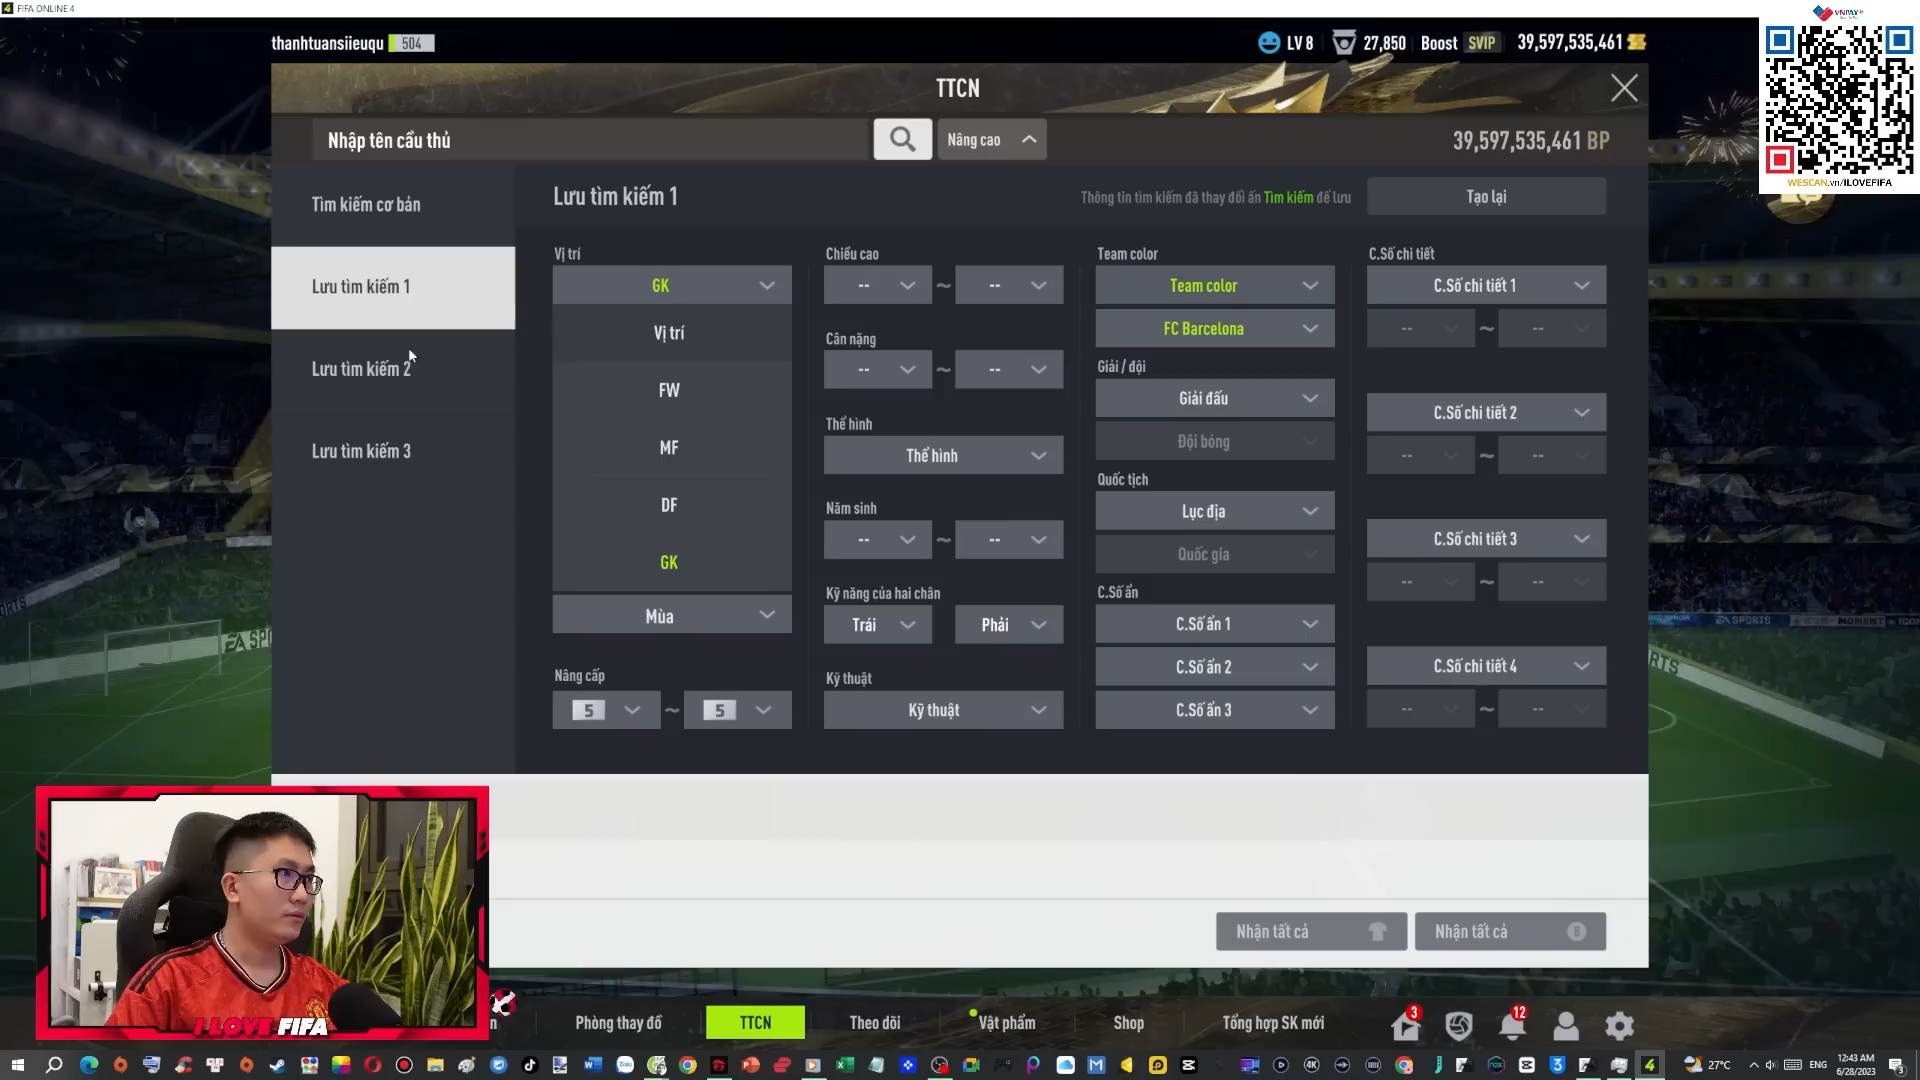 FIFA ONLINE 4
VNPAY
thanhtuansiieuqu 504
LV 8
27,850
Boost SVIP
39,597,535,461
WESCAN.vn/ILOVEFIFA
TTCN
Nhập tên cầu thủ
Nâng cao
39,597,535,461 BP
Tìm kiếm cơ bản
Lưu tìm kiếm 1
Lưu tìm kiếm 2
Lưu tìm kiếm 3
Lưu tìm kiếm 1
Thông tin tìm kiếm đã thay đổi ấn Tìm kiếm để lưu
Tạo lại
Vị trí
GK
Vị trí
FW
MF
DF
GK
Mùa
Nâng cấp
5 ~ 5
Chiều cao
-- ~ --
Cân nặng
-- ~ --
Thể hình
Thể hình
Năm sinh
-- ~ --
Kỹ năng của hai chân
Trái Phải
Kỹ thuật
Kỹ thuật
Team color
Team color
FC Barcelona
Giải / đội
Giải đấu
Đội bóng
Quốc tịch
Lục địa
Quốc gia
C.Số ẩn
C.Số ẩn 1
C.Số ẩn 2
C.Số ẩn 3
C.Số chi tiết
C.Số chi tiết 1
-- ~ --
C.Số chi tiết 2
-- ~ --
C.Số chi tiết 3
-- ~ --
C.Số chi tiết 4
-- ~ --
Nhận tất cả
Nhận tất cả
I LOVE FIFA
Phòng thay đồ
TTCN
Theo dõi
Vật phẩm
Shop
Tổng hợp SK mới
3
12
27°C
ENG
12:43 AM
6/28/2023